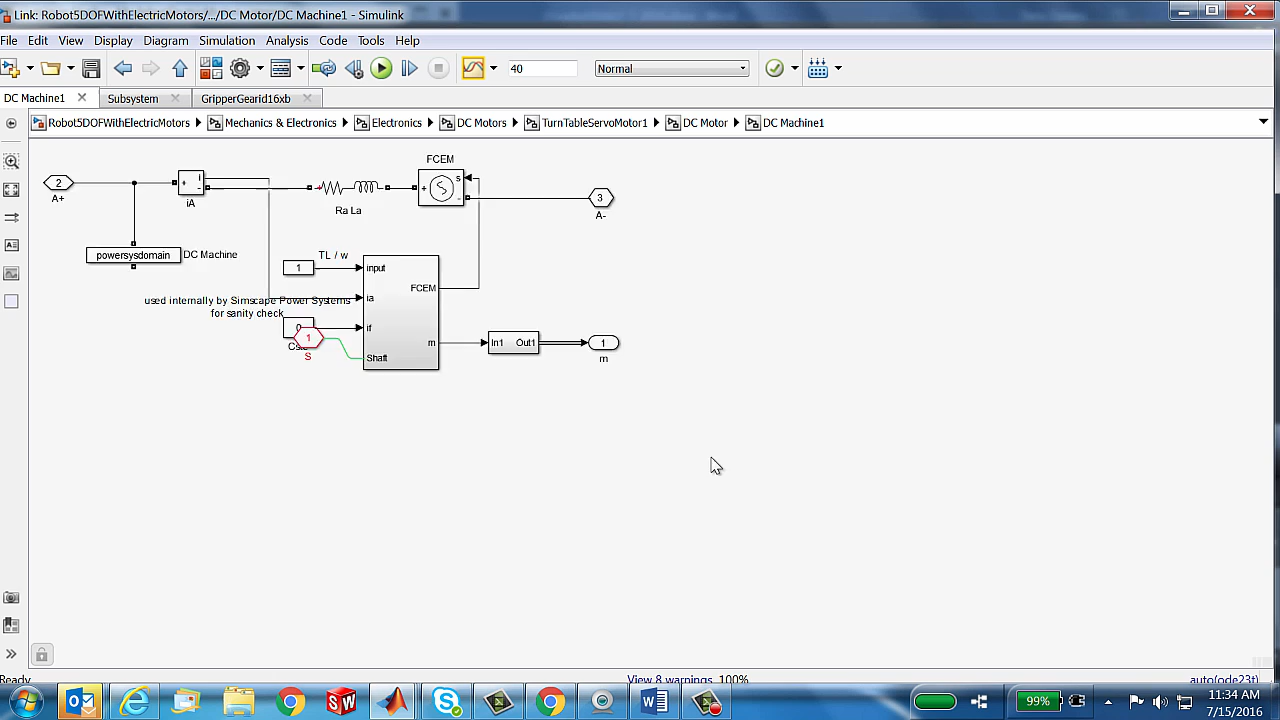 Link: Robot5DOFWithElectricMotors/.../DC Motor/DC Machine1 - Simulink
File Edit View Display Diagram Simulation Analysis Code Tools Help
40 Normal
DC Machine1 Subsystem GripperGearid16xb
Robot5DOFWithElectricMotors Mechanics & Electronics Electronics DC Motors TurnTableServoMotor1 DC Motor DC Machine1
FCEM
2 + i - + s -
A+ iA
Ra La
3
A-
powersysdomain DC Machine
TL / w
1 input
FCEM
used internally by Simscape Power Systems ia
for sanity check
0 if
1 Shaft
S
m In1 Out1 1
m
View 8 warnings 100% auto(ode23t)
99% 11:34 AM
7/15/2016